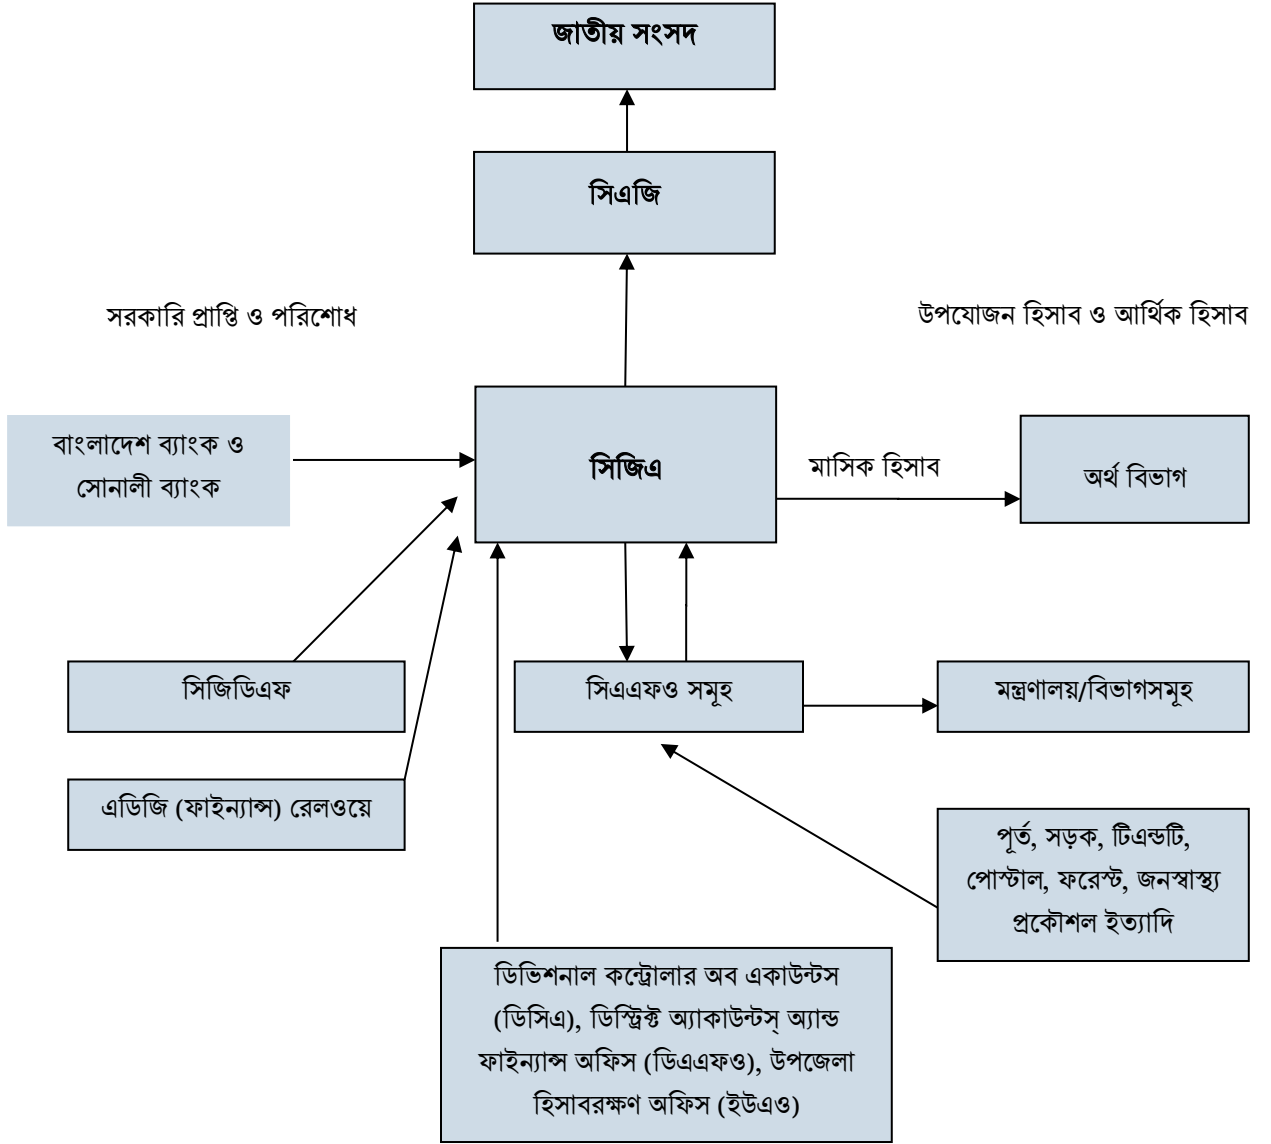 জাতীয় সংসদ
সিএজি
সরকারি প্রাপ্তি ও পরিশোধ
উপযোজন হিসাব ও আর্থিক হিসাব
বাংলাদেশ ব্যাংক ও
সোনালী ব্যাংক
সিজিএ
মাসিক হিসাব
অর্থ বিভাগ
সিজিডিএফ
সিএএফও সমূহ
মন্ত্রণালয়/বিভাগসমূহ
এডিজি (ফাইন্যান্স) রেলওয়ে
পূর্ত, সড়ক, টিএন্ডটি,
পোস্টাল, ফরেস্ট, জনস্বাস্থ্য
প্রকৌশল ইত্যাদি
ডিভিশনাল কন্ট্রোলার অব একাউন্টস
(ডিসিএ), ডিস্ট্রিক্ট অ্যাকাউন্টস্ অ্যান্ড
ফাইন্যান্স অফিস (ডিএএফও), উপজেলা
হিসাবরক্ষণ অফিস (ইউএও)